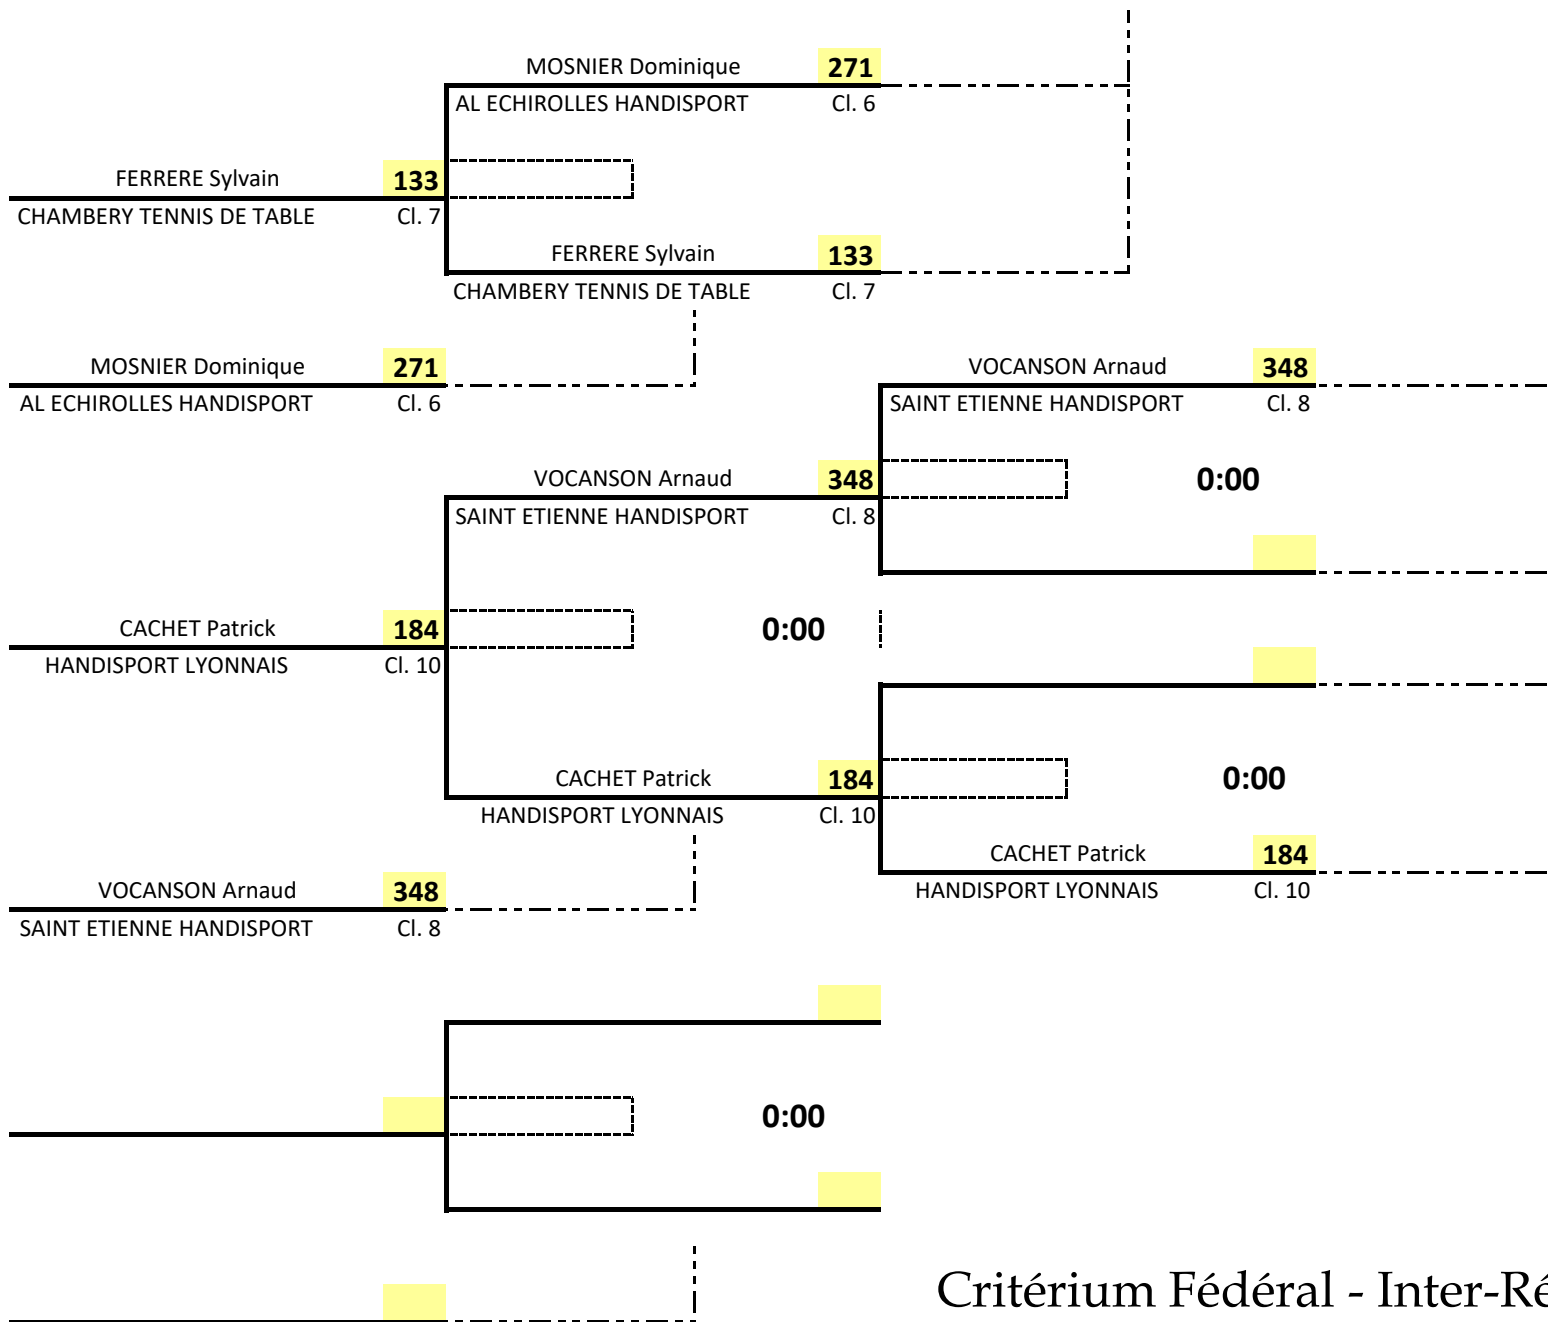 MOSNIER Dominique 271
AL ECHIROLLES HANDISPORT Cl. 6
FERRERE Sylvain 133
CHAMBERY TENNIS DE TABLE Cl. 7
FERRERE Sylvain 133
CHAMBERY TENNIS DE TABLE Cl. 7
MOSNIER Dominique 271 VOCANSON Arnaud 348
AL ECHIROLLES HANDISPORT Cl. 6 SAINT ETIENNE HANDISPORT Cl. 8
VOCANSON Arnaud 348 0:00
SAINT ETIENNE HANDISPORT Cl. 8
CACHET Patrick 184 0:00
HANDISPORT LYONNAIS Cl. 10
CACHET Patrick 184 0:00
HANDISPORT LYONNAIS Cl. 10
CACHET Patrick 184
VOCANSON Arnaud 348 HANDISPORT LYONNAIS Cl. 10
SAINT ETIENNE HANDISPORT Cl. 8
0:00
Critérium Fédéral - Inter-Ré